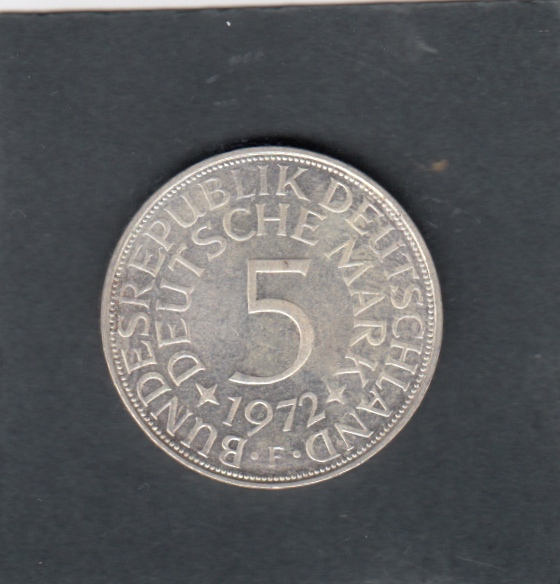 BUNDESREPUBLIK DEUTSCHLAND
DEUTSCHE MARK
5
1972
F